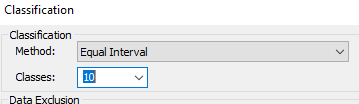 Classification
Classification
Method: Equal Interval
Classes: 10
Data Exclusion